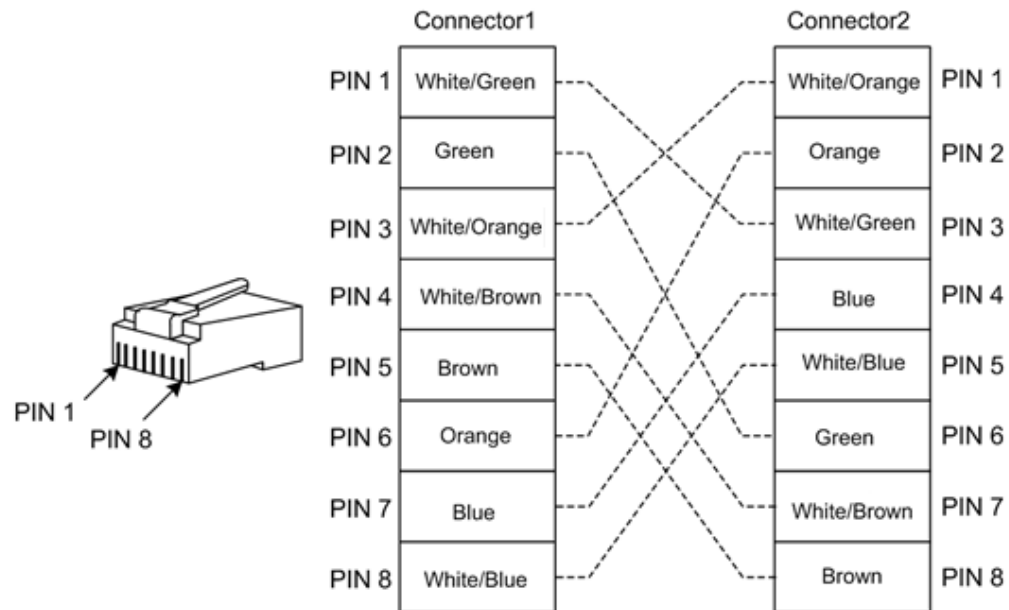 Connector1 Connector2
PIN 1 White/Green White/Orange PIN 1
PIN 2 Green Orange PIN 2
PIN 3 White/Orange White/Green PIN 3
PIN 4 White/Brown Blue PIN 4
PIN 5 Brown White/Blue PIN 5
PIN 1
PIN 8
PIN 6 Orange Green PIN 6
PIN 7 Blue White/Brown PIN 7
PIN 8 White/Blue Brown PIN 8